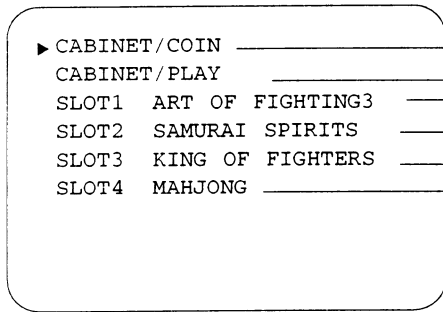 ▶ CABINET/COIN
CABINET/PLAY
SLOT1 ART OF FIGHTING3
SLOT2 SAMURAI SPIRITS
SLOT3 KING OF FIGHTERS
SLOT4 MAHJONG